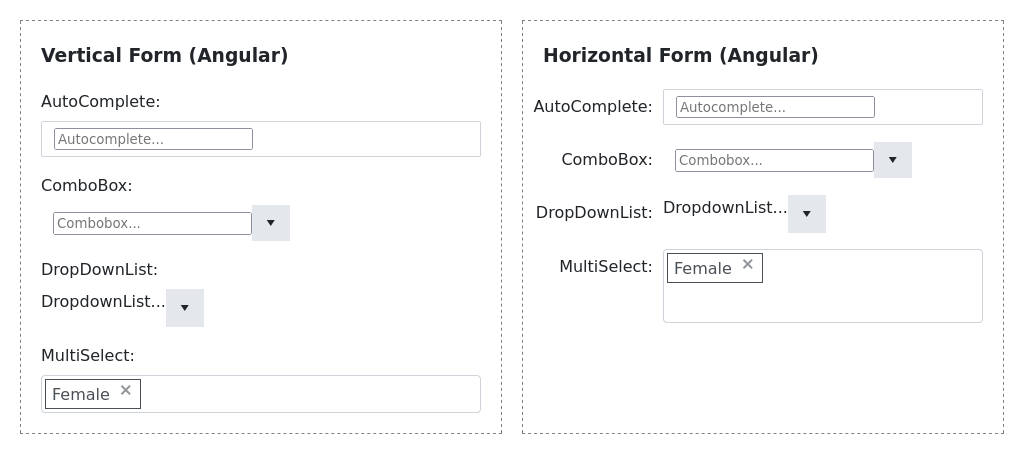 Vertical Form (Angular)
AutoComplete:
Autocomplete...
ComboBox:
Combobox...
DropDownList:
DropdownList...
MultiSelect:
Female ×
Horizontal Form (Angular)
AutoComplete: Autocomplete...
ComboBox: Combobox...
DropDownList: DropdownList...
MultiSelect: Female ×